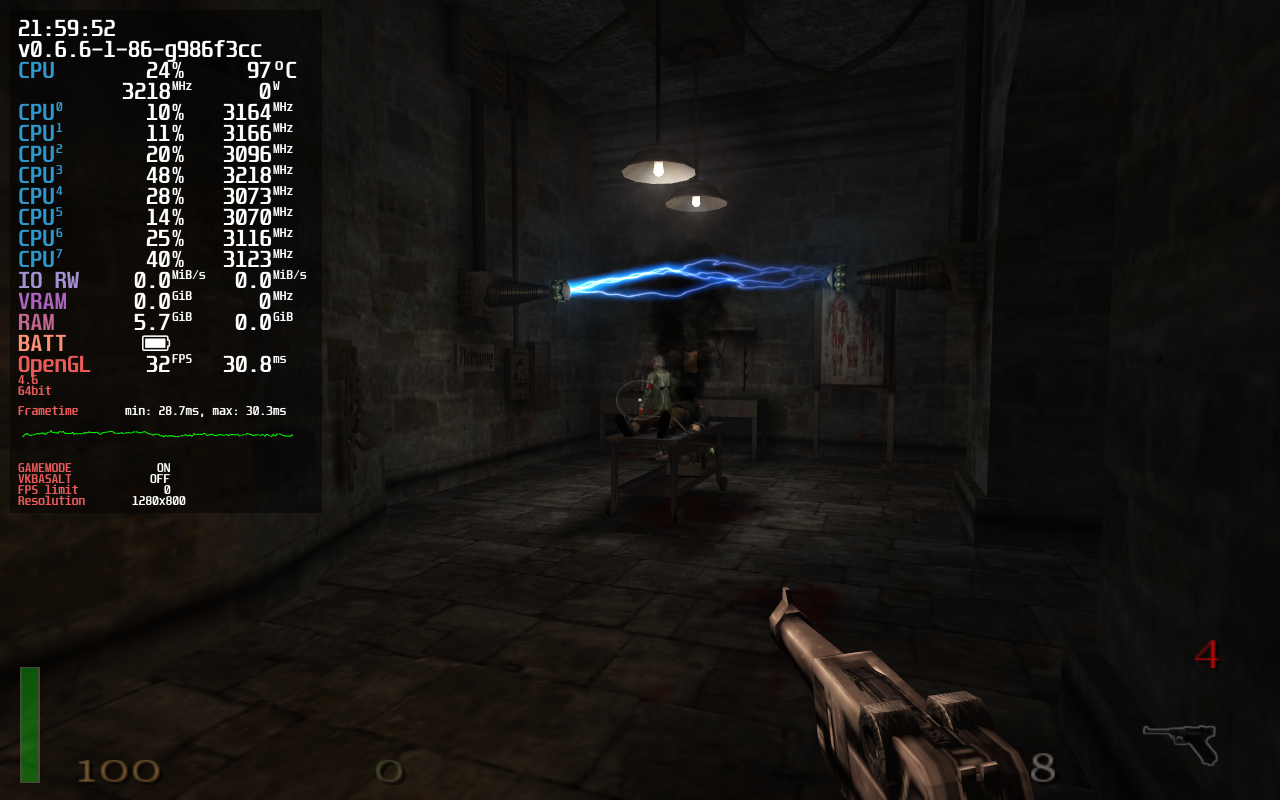 21:59:52
v0.6.6-1-86-g986f3cc
CPU 24% 97°C
3218MHz 0W
CPU0 10% 3164MHz
CPU1 11% 3166MHz
CPU2 20% 3096MHz
CPU3 48% 3218MHz
CPU4 28% 3073MHz
CPU5 14% 3070MHz
CPU6 25% 3116MHz
CPU7 40% 3123MHz
IO RW 0.0MiB/s 0.0MiB/s
VRAM 0.0GiB 0MHz
RAM 5.7GiB 0.0GiB
BATT
OpenGL 32FPS 30.8ms
4.6
64bit
Frametime min: 28.7ms, max: 30.3ms
GAMEMODE ON
VKBASALT OFF
FPS limit 0
Resolution 1280x800
Achtung
4
100 0 8